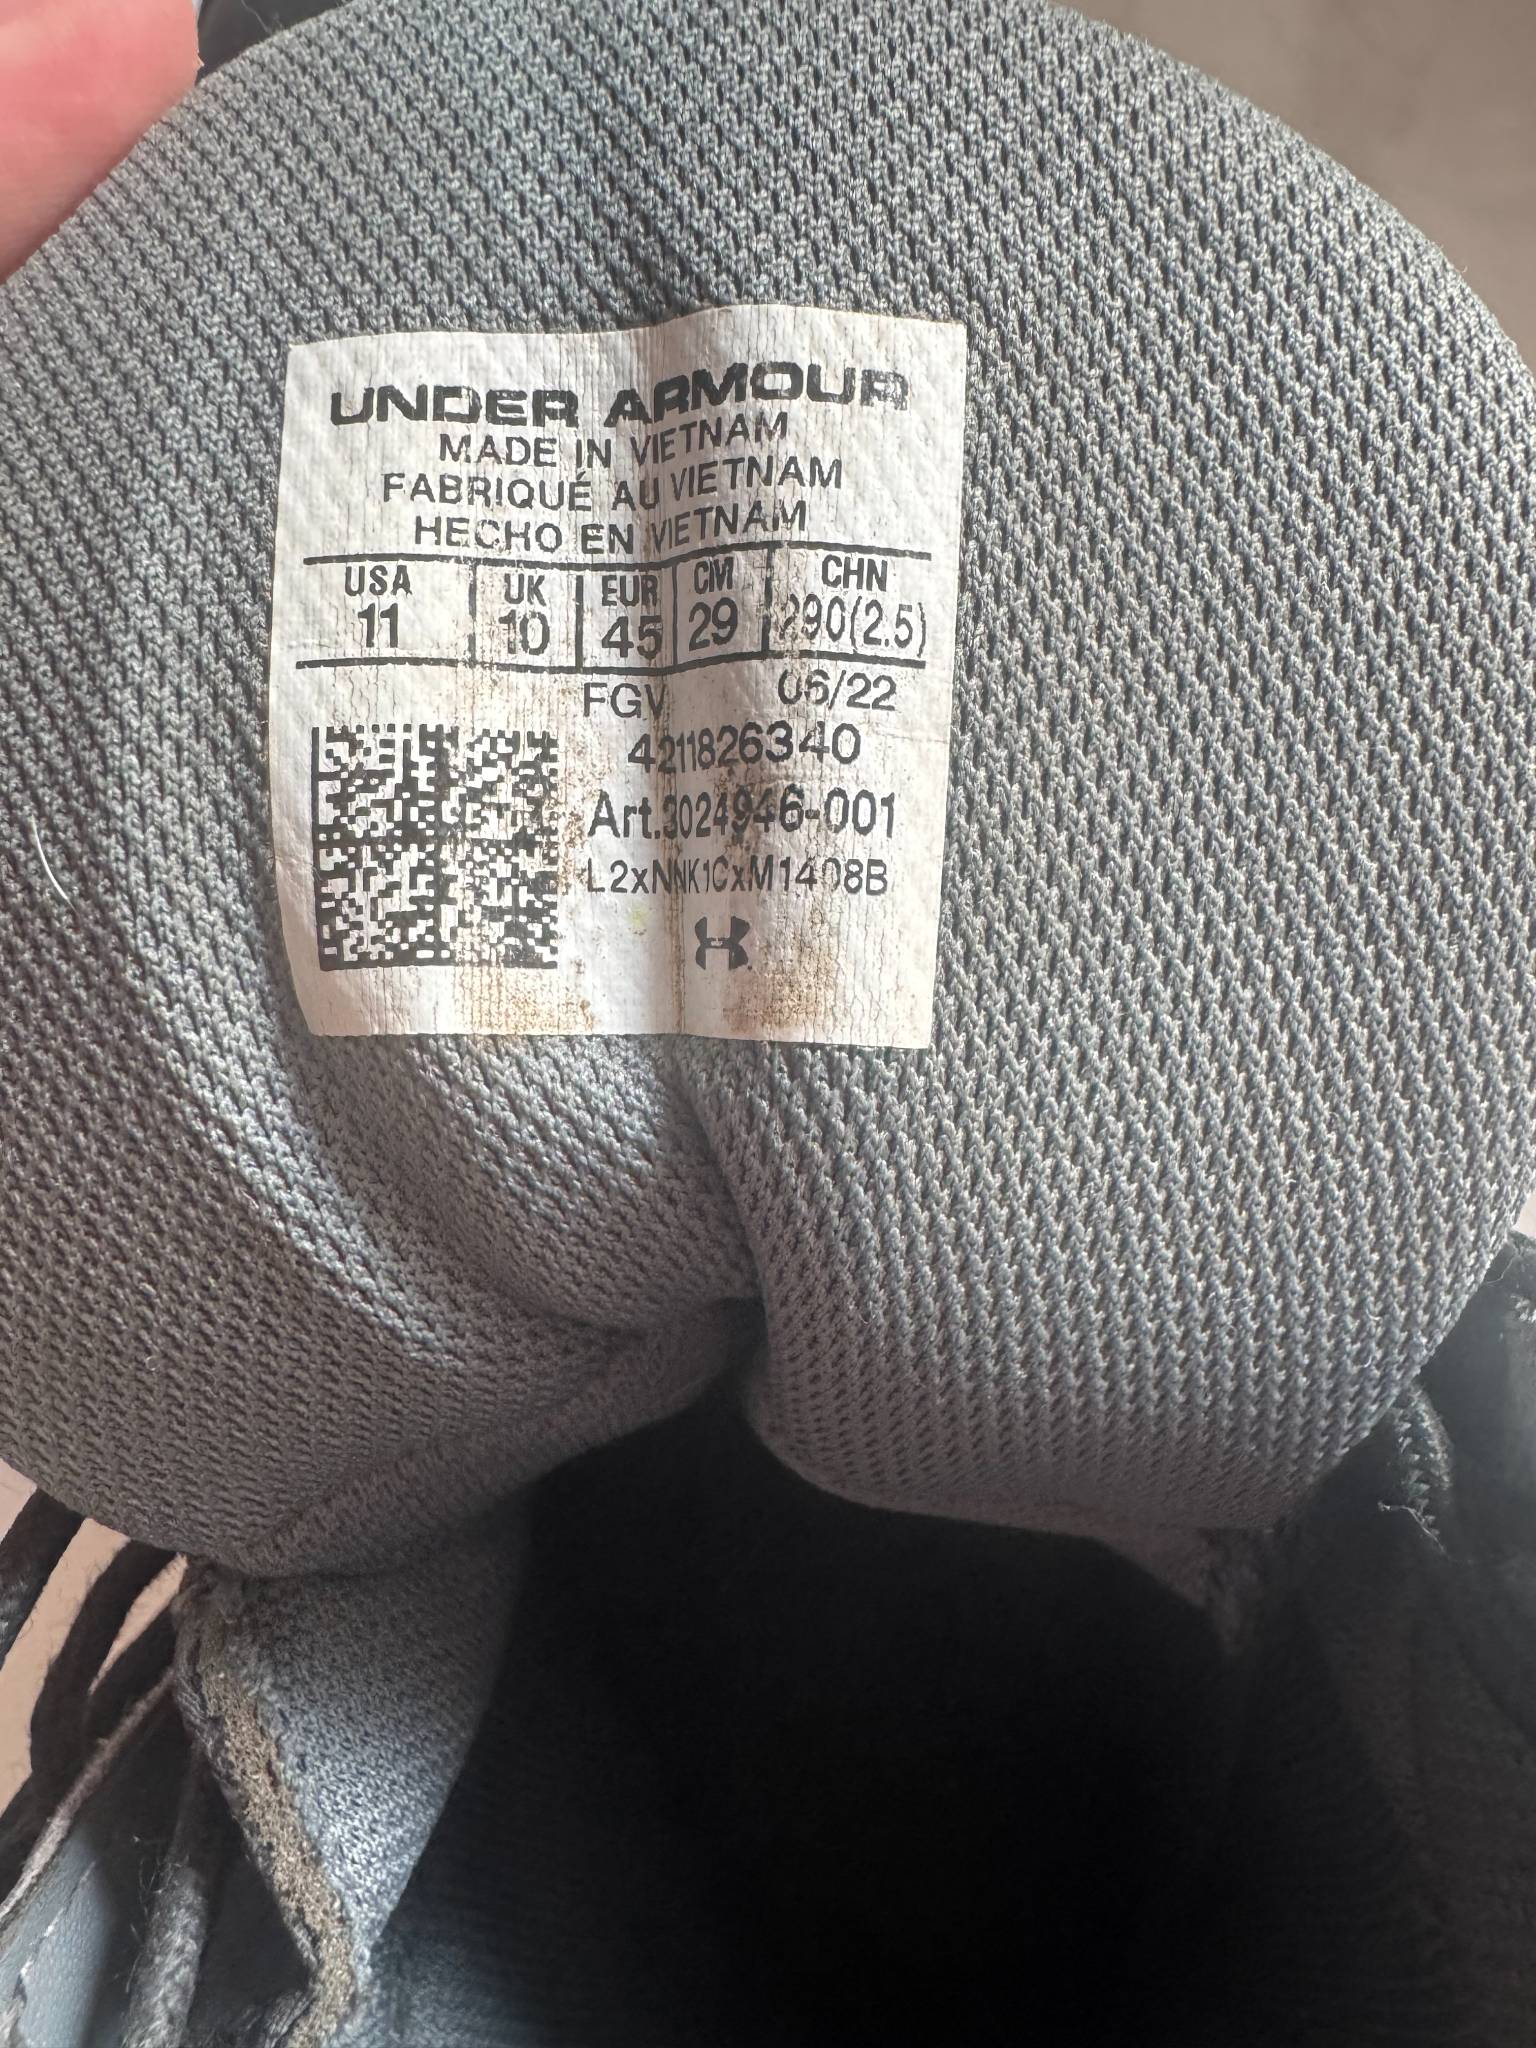 UNDER ARMOUR
MADE IN VIETNAM
FABRIQUÉ AU VIETNAM
HECHO EN VIETNAM
USA UK EUR CM CHN
11 10 45 29 290(2.5)
FGV 06/22
4211826340
Art.3024946-001
L2xNNK1CxM1408B